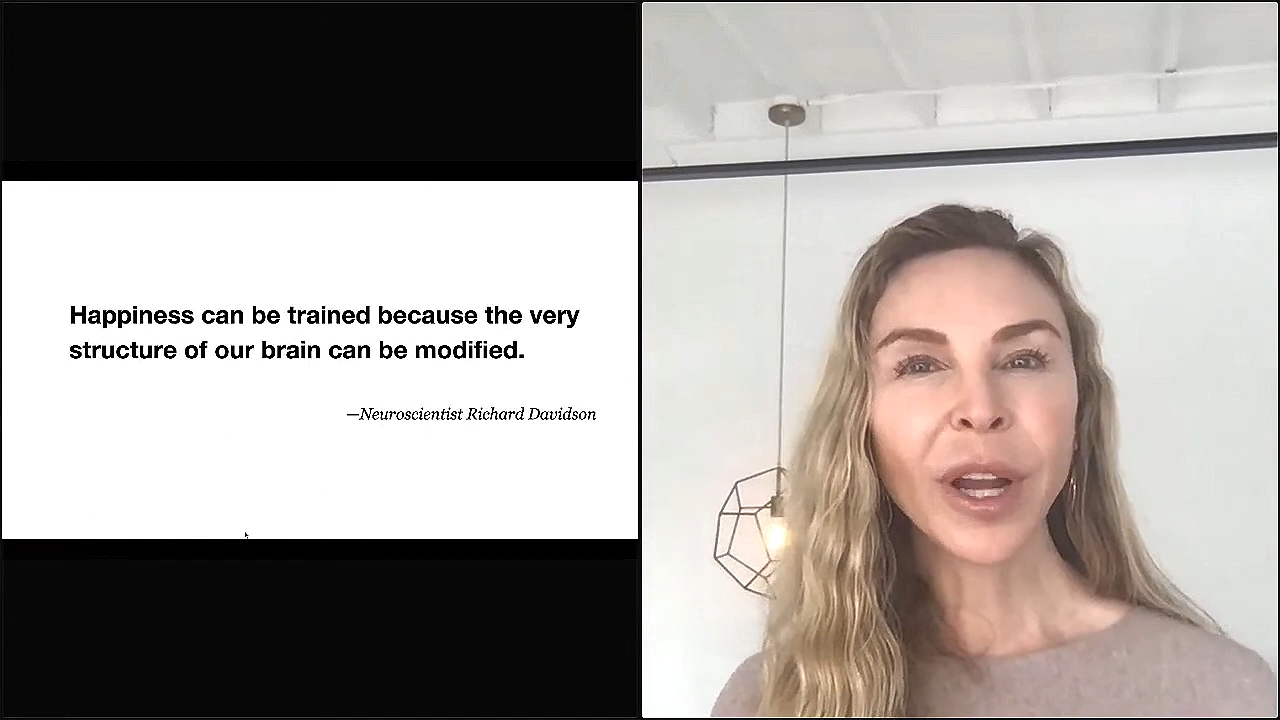 Happiness can be trained because the very
structure of our brain can be modified.
—Neuroscientist Richard Davidson